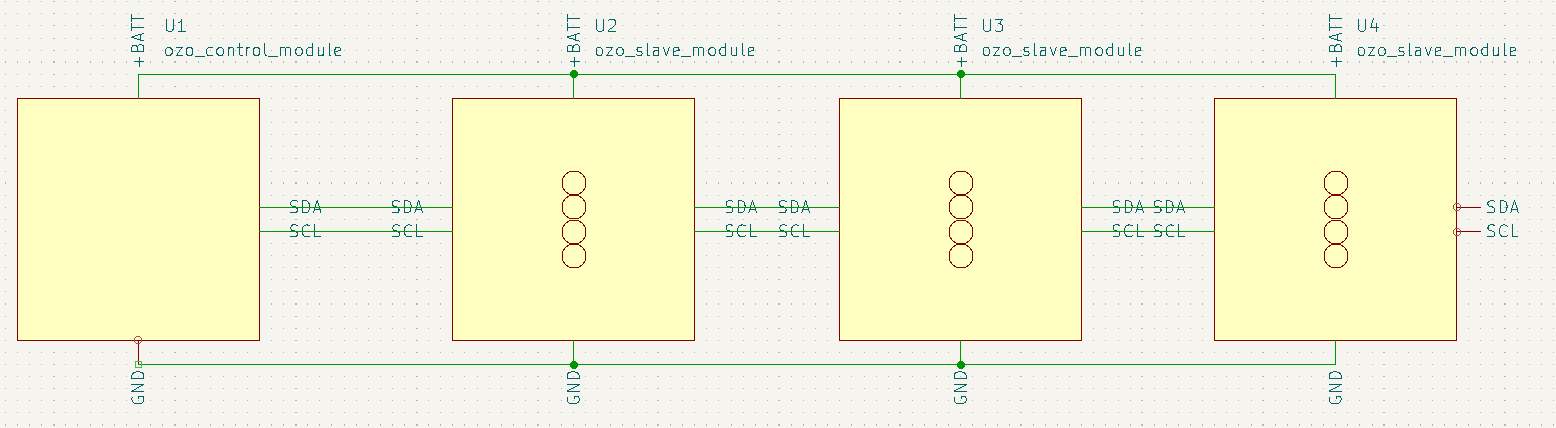 +BATT
U1
ozo_control_module
+BATT
U2
ozo_slave_module
+BATT
U3
ozo_slave_module
+BATT
U4
ozo_slave_module
SDA SDA SDA SDA SDA SDA SDA
SCL SCL SCL SCL SCL SCL SCL
GND GND GND GND